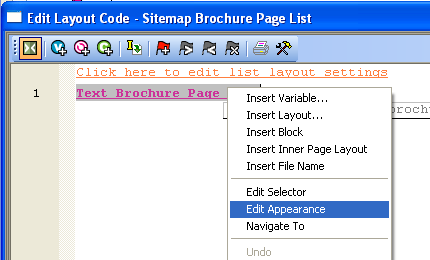 Edit Layout Code - Sitemap Brochure Page List
Click here to edit list layout settings
1 Text Brochure Page
Insert Variable...
Insert Layout...
Insert Block
Insert Inner Page Layout
Insert File Name
Edit Selector
Edit Appearance
Navigate To
Undo